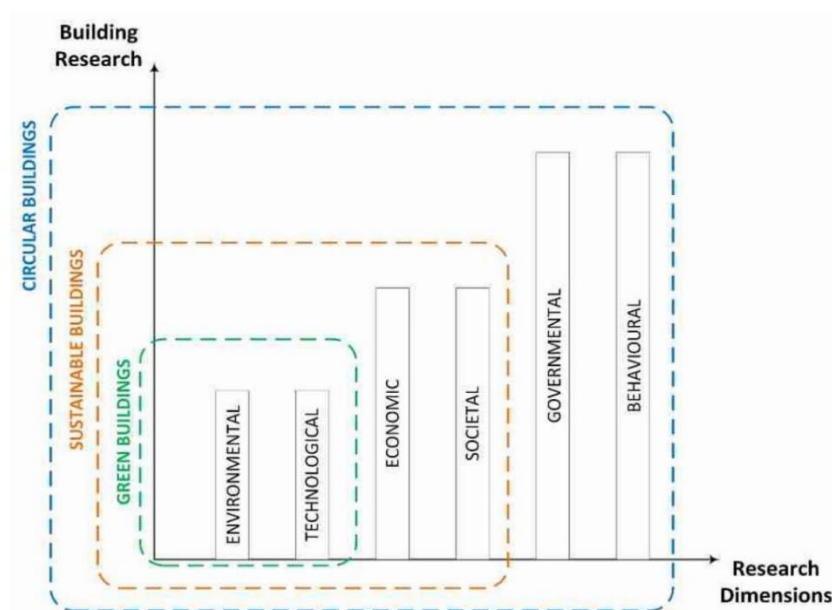 Building
Research
CIRCULAR BUILDINGS
SUSTAINABLE BUILDINGS
GREEN BUILDINGS
ENVIRONMENTAL
TECHNOLOGICAL
ECONOMIC
SOCIETAL
GOVERNMENTAL
BEHAVIOURAL
Research
Dimensions